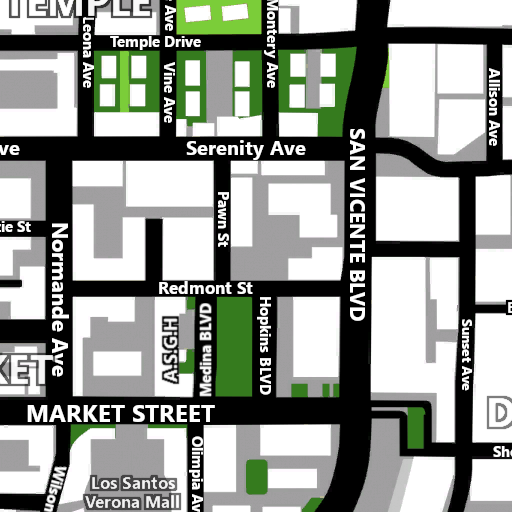 TEMPLE
Leona Ave
Ave
Montery Ave
Temple Drive
Vine Ave
Allison Ave
ve
Serenity Ave
SAN VICENTE BLVD
Pawn St
St
Normande Ave
Redmont St
A.S.G.H
Medina BLVD
Hopkins BLVD
Sunset Ave
KET
MARKET STREET
D
Olimpia Av
Wilson
Los Santos
Verona Mall
She